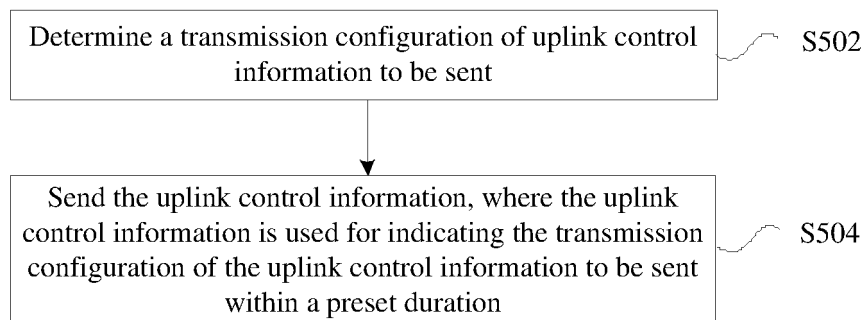 Determine a transmission configuration of uplink control
information to be sent
S502
Send the uplink control information, where the uplink
control information is used for indicating the transmission
configuration of the uplink control information to be sent
within a preset duration
S504